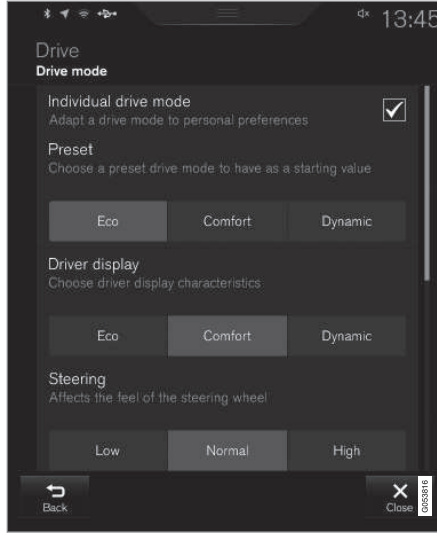 13:45
Drive
Drive mode
Individual drive mode
Adapt a drive mode to personal preferences
Preset
Choose a preset drive mode to have as a starting value
Eco Comfort Dynamic
Driver display
Choose driver display characteristics
Eco Comfort Dynamic
Steering
Affects the feel of the steering wheel
Low Normal High
Back Close
G053816